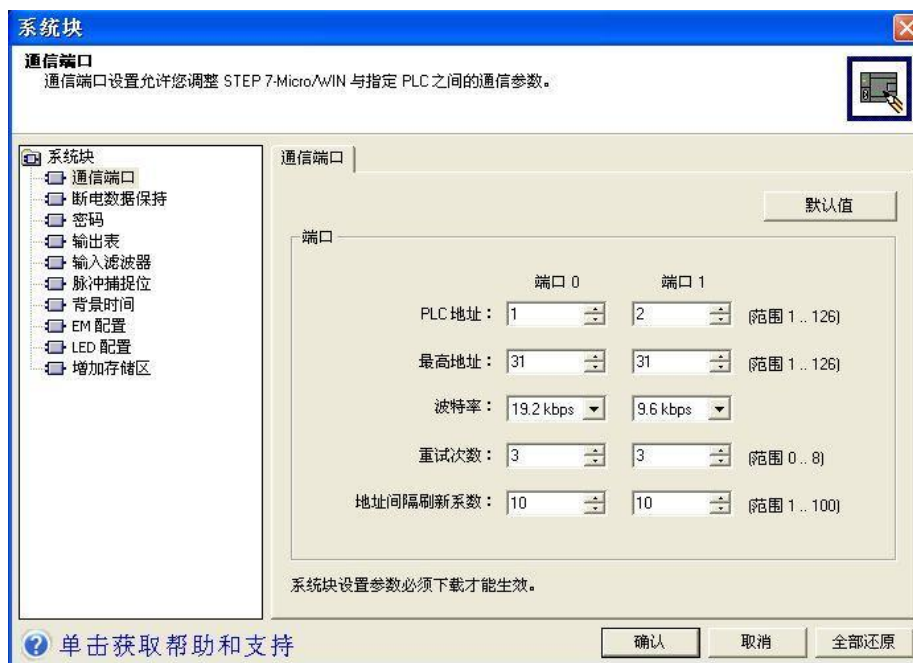 系统块
通信端口
通信端口设置允许您调整 STEP 7-Micro/WIN 与指定 PLC 之间的通信参数。
系统块
通信端口
断电数据保持
密码
输出表
输入滤波器
脉冲捕捉位
背景时间
EM 配置
LED 配置
增加存储区
通信端口
默认值
端口
端口 0 端口 1
PLC 地址： 1 2 (范围 1 .. 126)
最高地址： 31 31 (范围 1 .. 126)
波特率： 19.2 kbps 9.6 kbps
重试次数： 3 3 (范围 0 .. 8)
地址间隔刷新系数： 10 10 (范围 1 .. 100)
系统块设置参数必须下载才能生效。
单击获取帮助和支持
确认 取消 全部还原